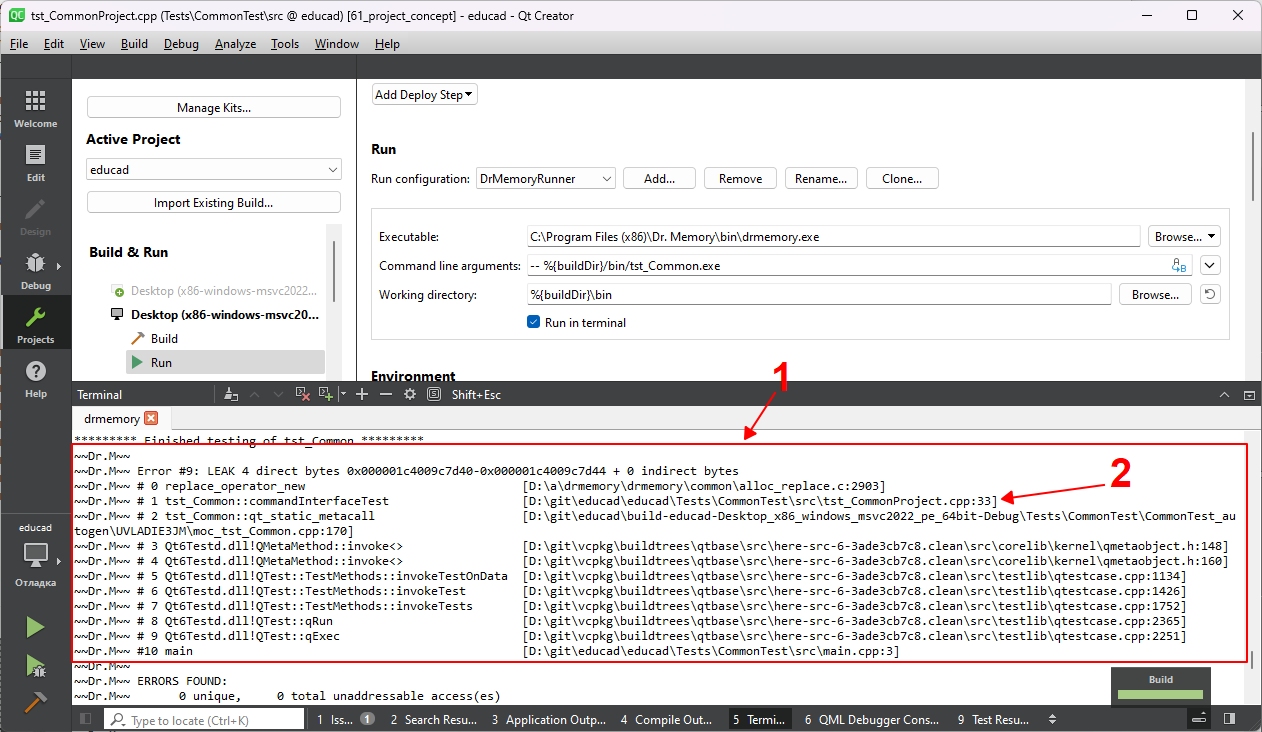 QC tst_CommonProject.cpp (Tests\CommonTest\src @ educad) [61_project_concept] - educad - Qt Creator
File Edit View Build Debug Analyze Tools Window Help
Welcome
Edit
Design
Debug
Projects
Help
educad
Отладка
Manage Kits...
Active Project
educad
Import Existing Build...
Build & Run
Desktop (x86-windows-msvc2022...
Desktop (x86-windows-msvc20...
Build
Run
Add Deploy Step
Run
Run configuration: DrMemoryRunner Add... Remove Rename... Clone...
Executable: C:\Program Files (x86)\Dr. Memory\bin\drmemory.exe Browse...
Command line arguments: -- %{buildDir}/bin/tst_Common.exe
Working directory: %{buildDir}\bin Browse...
Run in terminal
Environment
1
Terminal Shift+Esc
drmemory
********* Finished testing of tst_Common *********
~~Dr.M~~
~~Dr.M~~ Error #9: LEAK 4 direct bytes 0x000001c4009c7d40-0x000001c4009c7d44 + 0 indirect bytes
~~Dr.M~~ # 0 replace_operator_new [D:\a\drmemory\drmemory\common\alloc_replace.c:2903]
~~Dr.M~~ # 1 tst_Common::commandInterfaceTest [D:\git\educad\educad\Tests\CommonTest\src\tst_CommonProject.cpp:33]
2
~~Dr.M~~ # 2 tst_Common::qt_static_metacall [D:\git\educad\build-educad-Desktop_x86_windows_msvc2022_pe_64bit-Debug\Tests\CommonTest\CommonTest_au
togen\UVLADIE3JM\moc_tst_Common.cpp:170]
~~Dr.M~~ # 3 Qt6Testd.dll!QMetaMethod::invoke<> [D:\git\vcpkg\buildtrees\qtbase\src\here-src-6-3ade3cb7c8.clean\src\corelib\kernel\qmetaobject.h:148]
~~Dr.M~~ # 4 Qt6Testd.dll!QMetaMethod::invoke<> [D:\git\vcpkg\buildtrees\qtbase\src\here-src-6-3ade3cb7c8.clean\src\corelib\kernel\qmetaobject.h:160]
~~Dr.M~~ # 5 Qt6Testd.dll!QTest::TestMethods::invokeTestOnData [D:\git\vcpkg\buildtrees\qtbase\src\here-src-6-3ade3cb7c8.clean\src\testlib\qtestcase.cpp:1134]
~~Dr.M~~ # 6 Qt6Testd.dll!QTest::TestMethods::invokeTest [D:\git\vcpkg\buildtrees\qtbase\src\here-src-6-3ade3cb7c8.clean\src\testlib\qtestcase.cpp:1426]
~~Dr.M~~ # 7 Qt6Testd.dll!QTest::TestMethods::invokeTests [D:\git\vcpkg\buildtrees\qtbase\src\here-src-6-3ade3cb7c8.clean\src\testlib\qtestcase.cpp:1752]
~~Dr.M~~ # 8 Qt6Testd.dll!QTest::qRun [D:\git\vcpkg\buildtrees\qtbase\src\here-src-6-3ade3cb7c8.clean\src\testlib\qtestcase.cpp:2365]
~~Dr.M~~ # 9 Qt6Testd.dll!QTest::qExec [D:\git\vcpkg\buildtrees\qtbase\src\here-src-6-3ade3cb7c8.clean\src\testlib\qtestcase.cpp:2251]
~~Dr.M~~ #10 main [D:\git\educad\educad\Tests\CommonTest\src\main.cpp:3]
~~Dr.M~~
~~Dr.M~~ ERRORS FOUND:
~~Dr.M~~ 0 unique, 0 total unaddressable access(es)
Build
Type to locate (Ctrl+K) 1 Iss... 1 2 Search Resu... 3 Application Outp... 4 Compile Out... 5 Termi... 6 QML Debugger Cons... 9 Test Resu...